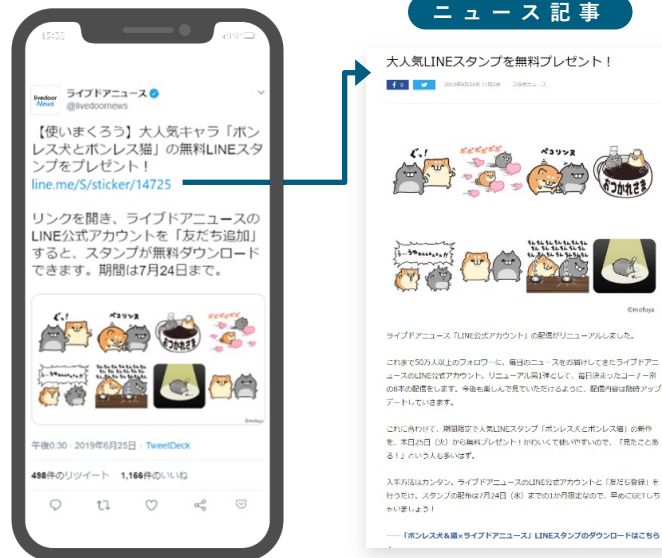 ニュース記事
15:32
livedoor News
ライブドアニュース
@livedoornews
【使いまくろう】大人気キャラ「ボン
レス犬とボンレス猫」の無料LINEスタ
ンプをプレゼント！
line.me/S/sticker/14725
リンクを開き、ライブドアニュースの
LINE公式アカウントを「友だち追加」
すると、スタンプが無料ダウンロード
できます。期間は7月24日まで。
ぐっ!
ペコリンヌ
おつかれさま
©mofuya
午後0:30 · 2019年6月25日 · TweetDeck
498件のリツイート 1,166件のいいね
大人気LINEスタンプを無料プレゼント！
0
ぐっ!
ペコリンヌ
おつかれさま
©mofuya
ライブドアニュース「LINE公式アカウント」の配信がリニューアルしました。
これまで50万人以上のフォロワーに、毎日のニュースをお届けしてきたライブドアニ
ュースのLINE公式アカウント。リニューアル第1弾として、毎日決まったコーナー別
の8本の配信をします。今後も楽しんで見ていただけるように、配信内容は随時アップ
デートしていきます。
これに合わせて、期間限定で人気LINEスタンプ「ボンレス犬とボンレス猫」の新作
を、本日25日（火）から無料プレゼント！かわいくて使いやすいので、「見たことあ
る！」という人も多いはず。
入手方法はカンタン。ライブドアニュースのLINE公式アカウントと「友だち登録」を
行うだけ。スタンプの配布は7月24日（水）までの1か月限定なので、早めにGETしち
ゃいましょう！
──「ボンレス犬&猫×ライブドアニュース」LINEスタンプのダウンロードはこちら